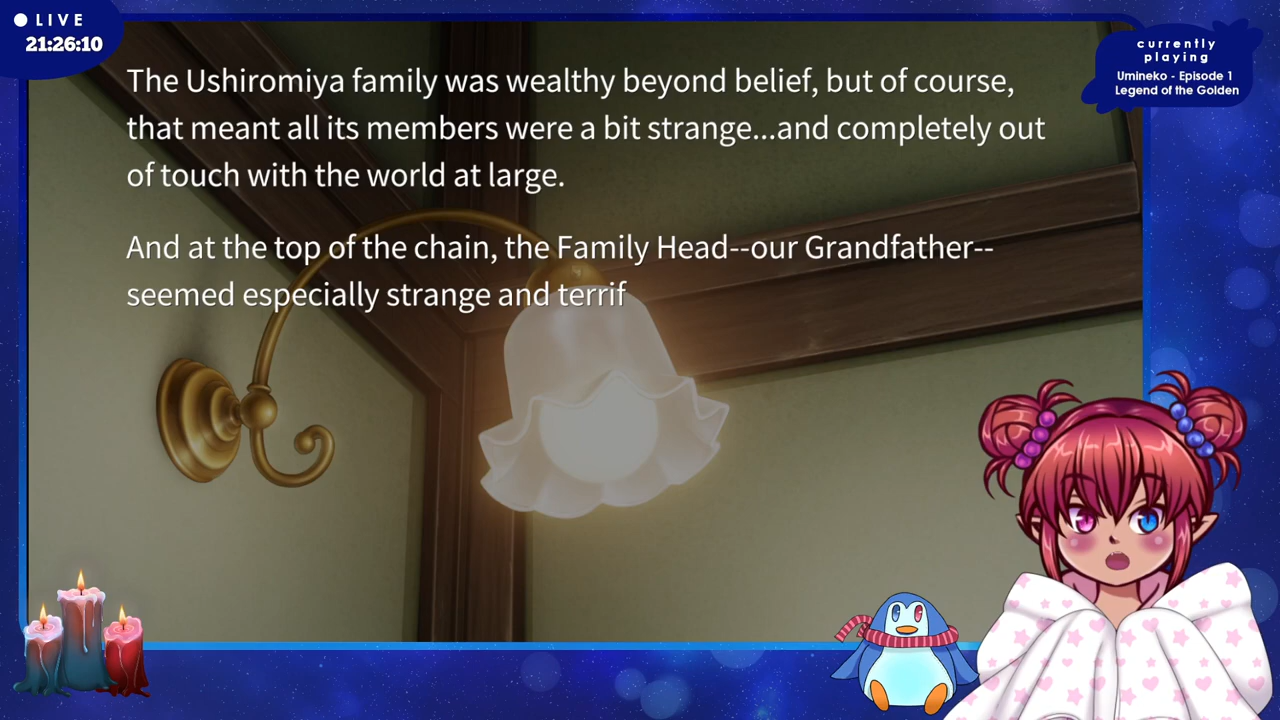 LIVE
21:26:10
currently
playing
Umineko - Episode 1
Legend of the Golden
The Ushiromiya family was wealthy beyond belief, but of course,
that meant all its members were a bit strange...and completely out
of touch with the world at large.
And at the top of the chain, the Family Head--our Grandfather--
seemed especially strange and terrif